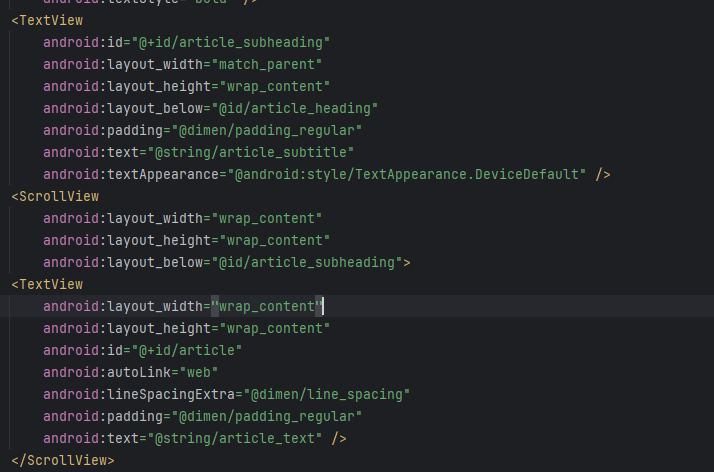 android:textStyle="bold" />
<TextView
android:id="@+id/article_subheading"
android:layout_width="match_parent"
android:layout_height="wrap_content"
android:layout_below="@id/article_heading"
android:padding="@dimen/padding_regular"
android:text="@string/article_subtitle"
android:textAppearance="@android:style/TextAppearance.DeviceDefault" />
<ScrollView
android:layout_width="wrap_content"
android:layout_height="wrap_content"
android:layout_below="@id/article_subheading">
<TextView
android:layout_width="wrap_content"
android:layout_height="wrap_content"
android:id="@+id/article"
android:autoLink="web"
android:lineSpacingExtra="@dimen/line_spacing"
android:padding="@dimen/padding_regular"
android:text="@string/article_text" />
</ScrollView>